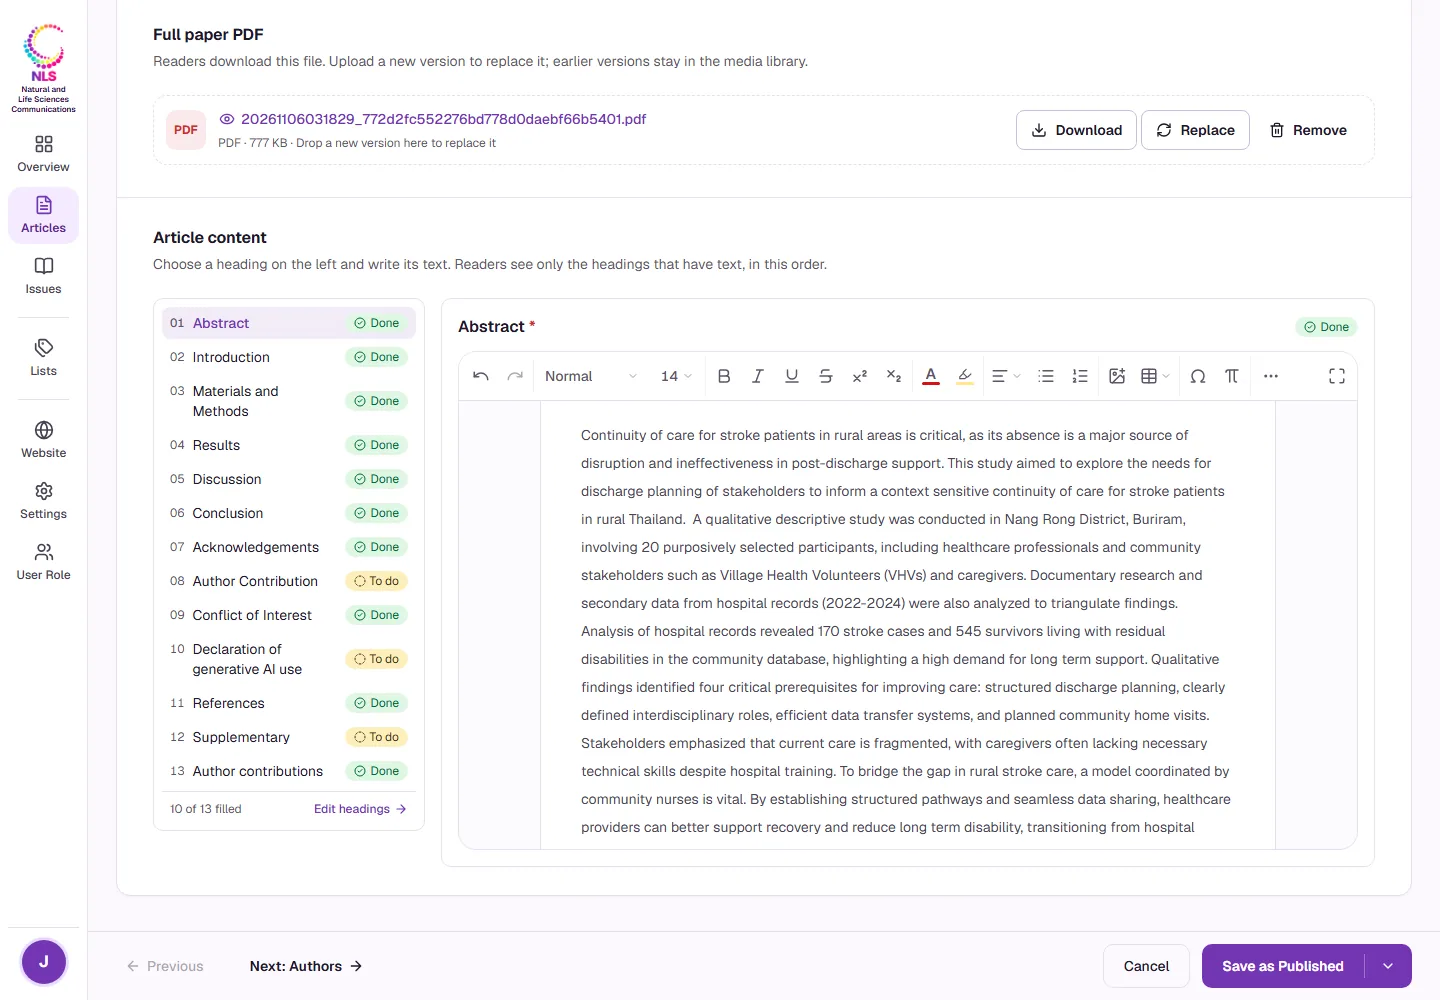 NLS
Natural and
Life Sciences
Communications
Overview
Articles
Issues
Lists
Website
Settings
User Role
J
Full paper PDF
Readers download this file. Upload a new version to replace it; earlier versions stay in the media library.
PDF
20261106031829_772d2fc552276bd778d0daebf66b5401.pdf
PDF · 777 KB · Drop a new version here to replace it
Download
Replace
Remove
Article content
Choose a heading on the left and write its text. Readers see only the headings that have text, in this order.
01 Abstract Done
02 Introduction Done
03 Materials and
Methods Done
04 Results Done
05 Discussion Done
06 Conclusion Done
07 Acknowledgements Done
08 Author Contribution To do
09 Conflict of Interest Done
10 Declaration of
generative AI use To do
11 References Done
12 Supplementary To do
13 Author contributions Done
10 of 13 filled Edit headings →
Abstract * Done
Normal 14 B I U S x² x₂ A Ω π ...
Continuity of care for stroke patients in rural areas is critical, as its absence is a major source of
disruption and ineffectiveness in post-discharge support. This study aimed to explore the needs for
discharge planning of stakeholders to inform a context sensitive continuity of care for stroke patients
in rural Thailand.  A qualitative descriptive study was conducted in Nang Rong District, Buriram,
involving 20 purposively selected participants, including healthcare professionals and community
stakeholders such as Village Health Volunteers (VHVs) and caregivers. Documentary research and
secondary data from hospital records (2022-2024) were also analyzed to triangulate findings.
Analysis of hospital records revealed 170 stroke cases and 545 survivors living with residual
disabilities in the community database, highlighting a high demand for long term support. Qualitative
findings identified four critical prerequisites for improving care: structured discharge planning, clearly
defined interdisciplinary roles, efficient data transfer systems, and planned community home visits.
Stakeholders emphasized that current care is fragmented, with caregivers often lacking necessary
technical skills despite hospital training. To bridge the gap in rural stroke care, a model coordinated by
community nurses is vital. By establishing structured pathways and seamless data sharing, healthcare
providers can better support recovery and reduce long term disability, transitioning from hospital
← Previous
Next: Authors →
Cancel
Save as Published